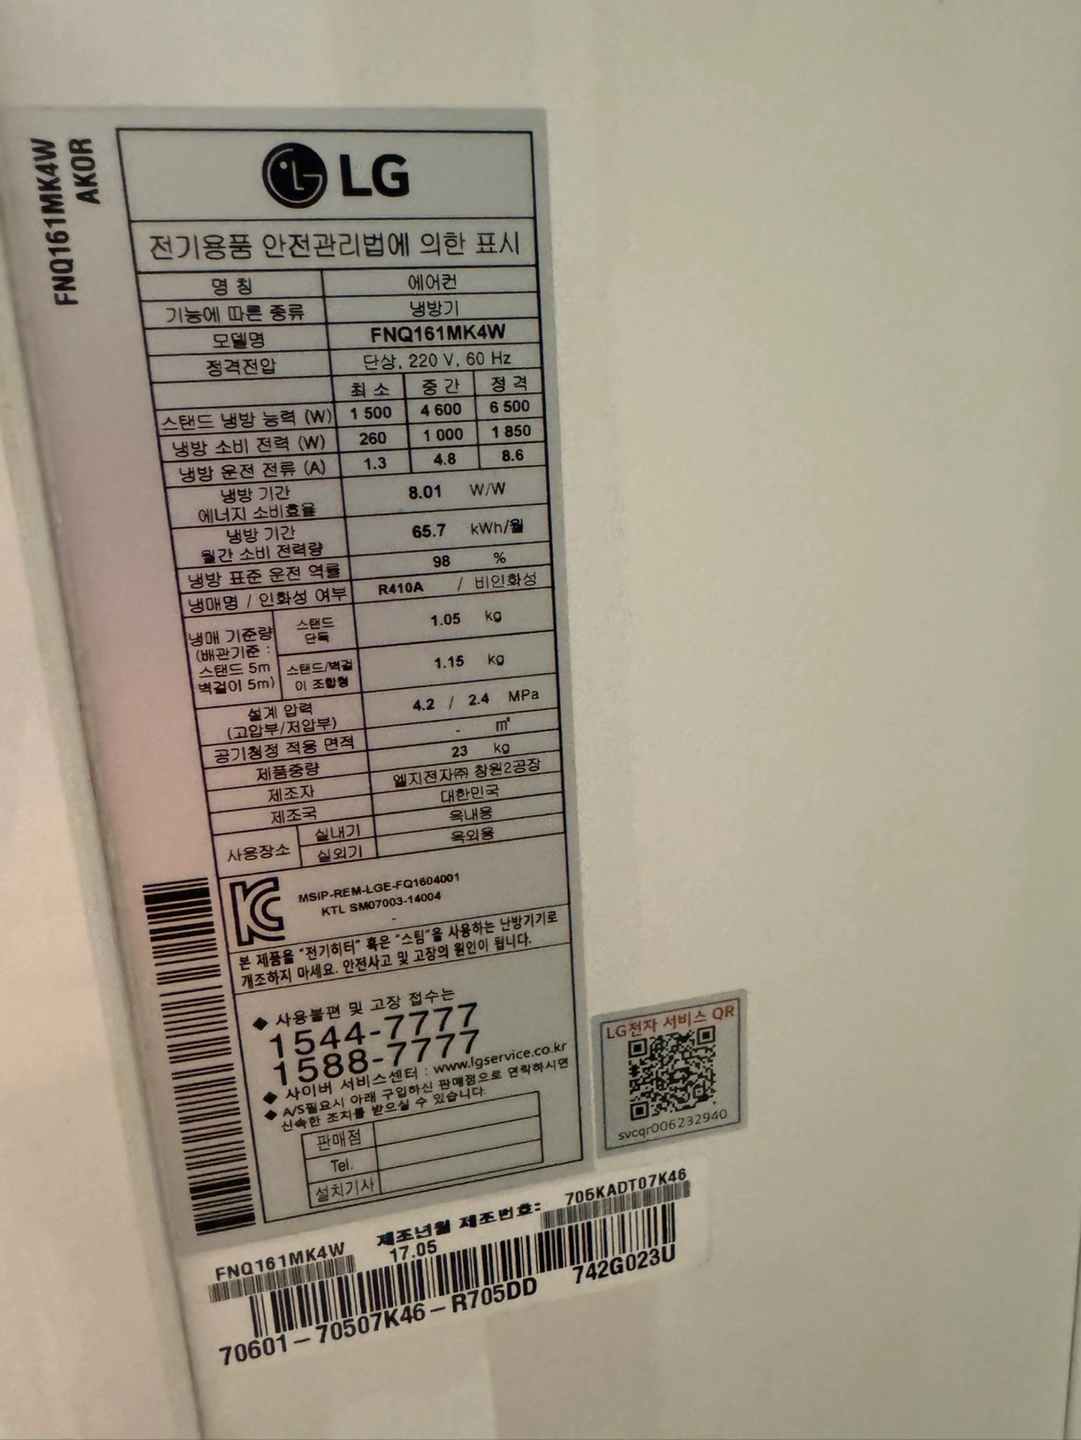 FNQ161MK4W
AKOR
LG
전기용품 안전관리법에 의한 표시
명 칭 에어컨
기능에 따른 종류 냉방기
모델명 FNQ161MK4W
정격전압 단상, 220 V, 60 Hz
최 소 중 간 정 격
스탠드 냉방 능력 (W) 1 500 4 600 6 500
냉방 소비 전력 (W) 260 1 000 1 850
냉방 운전 전류 (A) 1.3 4.8 8.6
냉방 기간
에너지 소비효율 8.01 W/W
냉방 기간
월간 소비 전력량 65.7 kWh/월
냉방 표준 운전 역률 98 %
냉매명 / 인화성 여부 R410A / 비인화성
냉매 기준량
(배관기준 :
스탠드 5m
벽걸이 5m)
스탠드
단독 1.05 kg
스탠드/벽걸
이 조합형 1.15 kg
설계 압력
(고압부/저압부) 4.2 / 2.4 MPa
공기청정 적용 면적 - ㎡
제품중량 23 kg
제조자 엘지전자㈜ 창원2공장
제조국 대한민국
사용장소 실내기 옥내용
실외기 옥외용
MSIP-REM-LGE-FQ1604001
KTL SM07003-14004
-
본 제품을 "전기히터" 혹은 "스팀"을 사용하는 난방기기로
개조하지 마세요. 안전사고 및 고장의 원인이 됩니다.
◆ 사용불편 및 고장 접수는
1544-7777
1588-7777
◆ 사이버 서비스센터 : www.lgservice.co.kr
◆ A/S필요시 아래 구입하신 판매점으로 연락하시면
신속한 조치를 받으실 수 있습니다.
판매점
Tel.
설치기사
LG전자 서비스 QR
svcqr006232940
FNQ161MK4W 제조년월 제조번호: 705KADT07K46
17.05
70601-70507K46-R705DD 742G023U